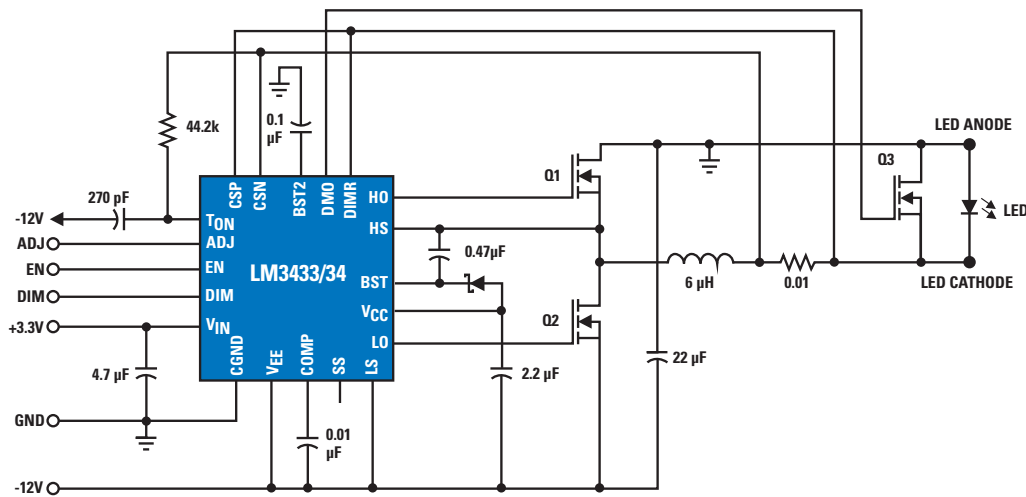 44.2k
0.1
µF
LED ANODE
Q3
Q1
270 pF
CSP
CSN
BST2
DMO
DIMR
HO
-12V
TON
LED
ADJ
ADJ
HS
0.47µF
EN
EN
LM3433/34
BST
6 µH
0.01
LED CATHODE
DIM
DIM
VCC
+3.3V
VIN
Q2
LO
CGND
VEE
COMP
SS
LS
4.7 µF
2.2 µF
22 µF
GND
0.01
µF
-12V